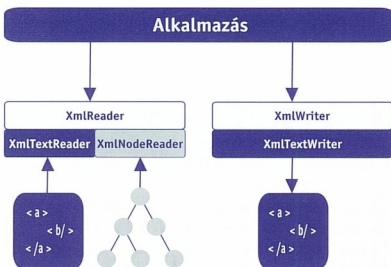 Alkalmazás
XmlReader
XmlTextReader
XmlNodeReader
XmlWriter
XmlTextWriter
< a >
< b/ >
</a >
< a >
< b/ >
</a >